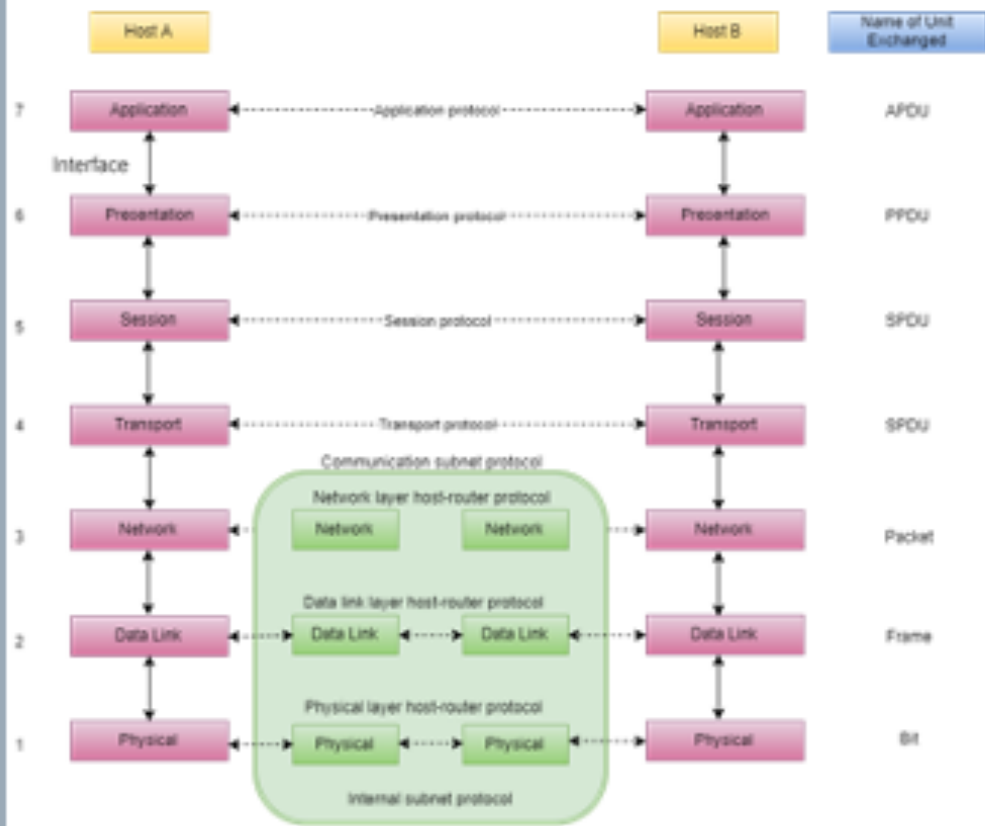 Host A
Host B
Name of Unit
Exchanged
7
Application
Application protocol
Application
APDU
Interface
6
Presentation
Presentation protocol
Presentation
PPDU
5
Session
Session protocol
Session
SPDU
4
Transport
Transport protocol
Transport
SPDU
Communication subnet protocol
Network layer host-router protocol
3
Network
Network
Network
Network
Packet
Data link layer host-router protocol
2
Data Link
Data Link
Data Link
Data Link
Frame
Physical layer host-router protocol
1
Physical
Physical
Physical
Physical
Bit
Internal subnet protocol